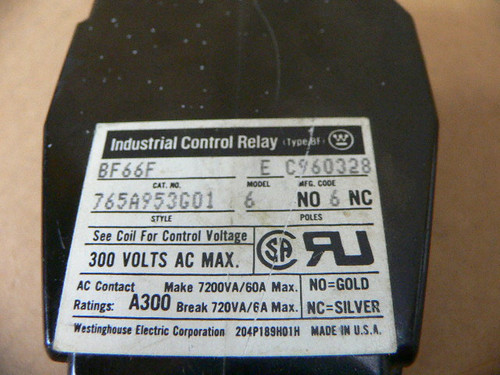 Industrial Control Relay (Type BF) W
BF66F E C960328
CAT. NO. MODEL MFG. CODE
765A953G01 6 NO 6 NC
STYLE POLES
See Coil For Control Voltage
300 VOLTS AC MAX.
SA RU
AC Contact Make 7200VA/60A Max.
Ratings: A300 Break 720VA/6A Max.
NO=GOLD
NC=SILVER
Westinghouse Electric Corporation 204P189H01H MADE IN U.S.A.